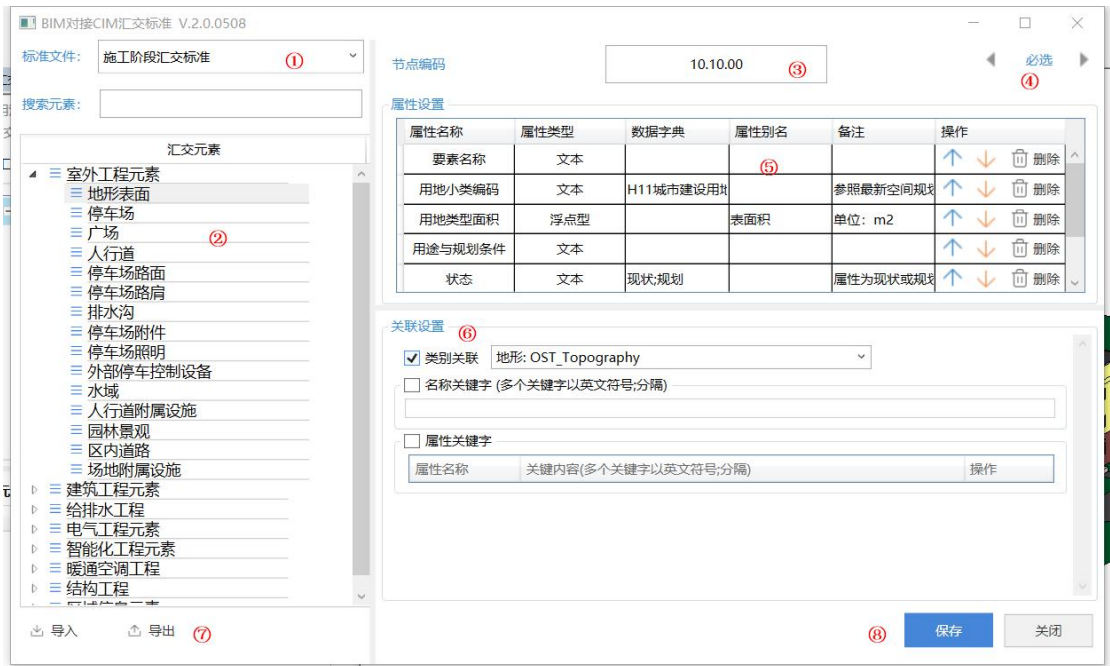 BIM对接CIM汇交标准 V.2.0.0508
标准文件: 施工阶段汇交标准 ①
搜索元素:
汇交元素
室外工程元素
地形表面
停车场
广场 ②
人行道
停车场路面
停车场路肩
排水沟
停车场附件
停车场照明
外部停车控制设备
水域
人行道附属设施
园林景观
区内道路
场地附属设施
建筑工程元素
给排水工程
电气工程元素
智能化工程元素
暖通空调工程
结构工程
导入 导出 ⑦
节点编码 10.10.00 ③ 必选 ④
属性设置
属性名称 属性类型 数据字典 属性别名 备注 操作
要素名称 文本 ⑤ 删除
用地小类编码 文本 H11城市建设用地 参照最新空间规划 删除
用地类型面积 浮点型 表面积 单位: m2 删除
用途与规划条件 文本 删除
状态 文本 现状;规划 属性为现状或规划 删除
关联设置 ⑥
类别关联 地形: OST_Topography
名称关键字 (多个关键字以英文符号;分隔)
属性关键字
属性名称 关键内容(多个关键字以英文符号;分隔) 操作
⑧ 保存 关闭